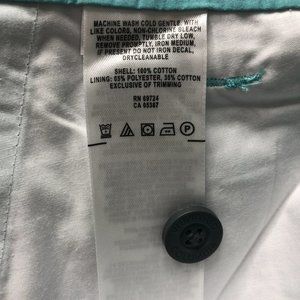 MACHINE WASH COLD GENTLE, WITH
LIKE COLORS, NON-CHLORINE BLEACH
WHEN NEEDED, TUMBLE DRY LOW,
REMOVE PROMPTLY, IRON MEDIUM,
IF PRESENT DO NOT IRON DECAL,
DRYCLEANABLE
SHELL: 100% COTTON
LINING: 65% POLYESTER, 35% COTTON
EXCLUSIVE OF TRIMMING
RN 69724
CA 05367
P